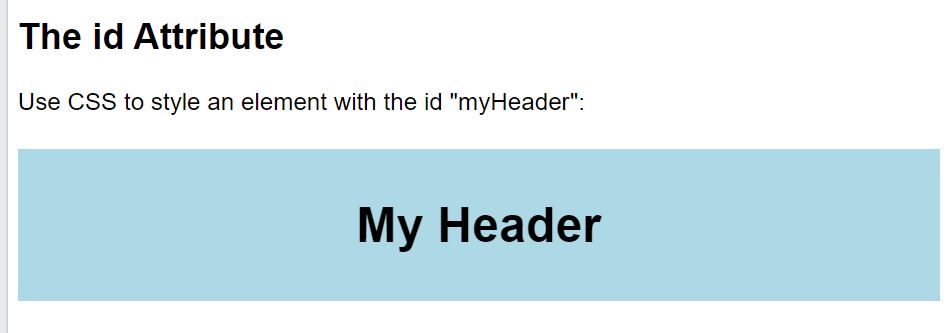 The id Attribute
Use CSS to style an element with the id "myHeader":
My Header